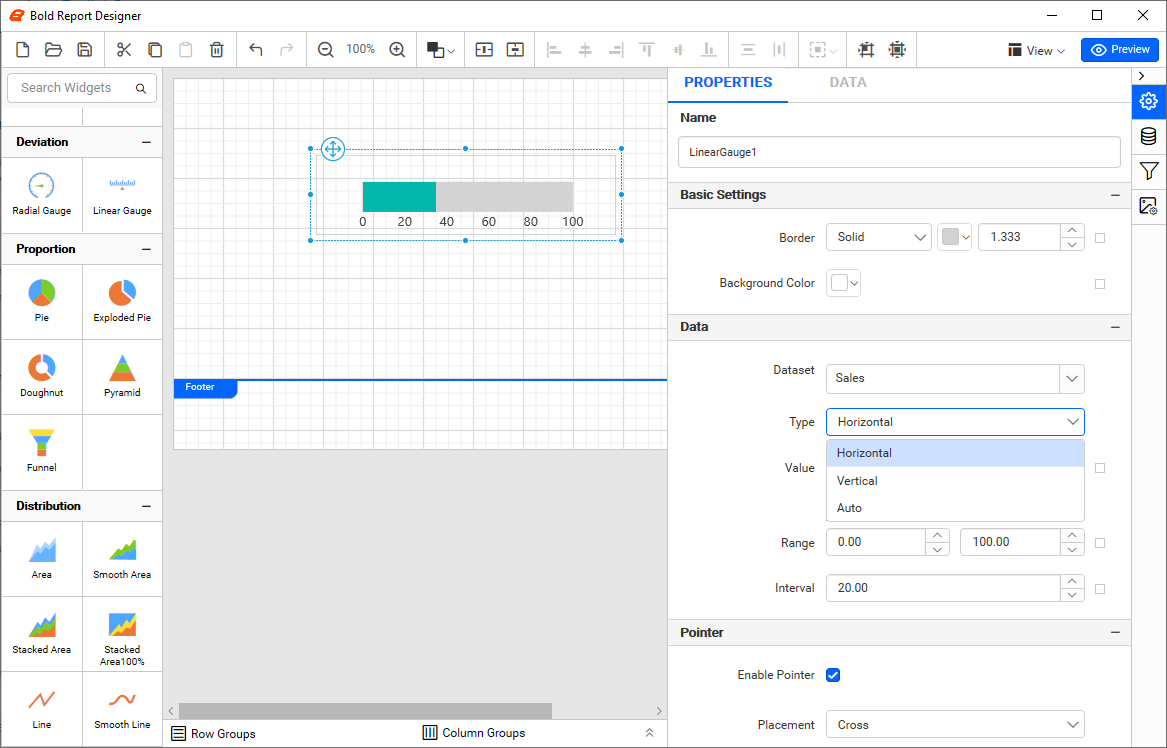 Bold Report Designer
100%
View
Preview
Search Widgets
Deviation
Radial Gauge
Linear Gauge
Proportion
Pie
Exploded Pie
Doughnut
Pyramid
Funnel
Distribution
Area
Smooth Area
Stacked Area
Stacked
Area100%
Line
Smooth Line
0 20 40 60 80 100
Footer
Row Groups
Column Groups
PROPERTIES
DATA
Name
LinearGauge1
Basic Settings
Border
Solid
1.333
Background Color
Data
Dataset
Sales
Type
Horizontal
Horizontal
Vertical
Auto
Value
Range
0.00
100.00
Interval
20.00
Pointer
Enable Pointer
Placement
Cross